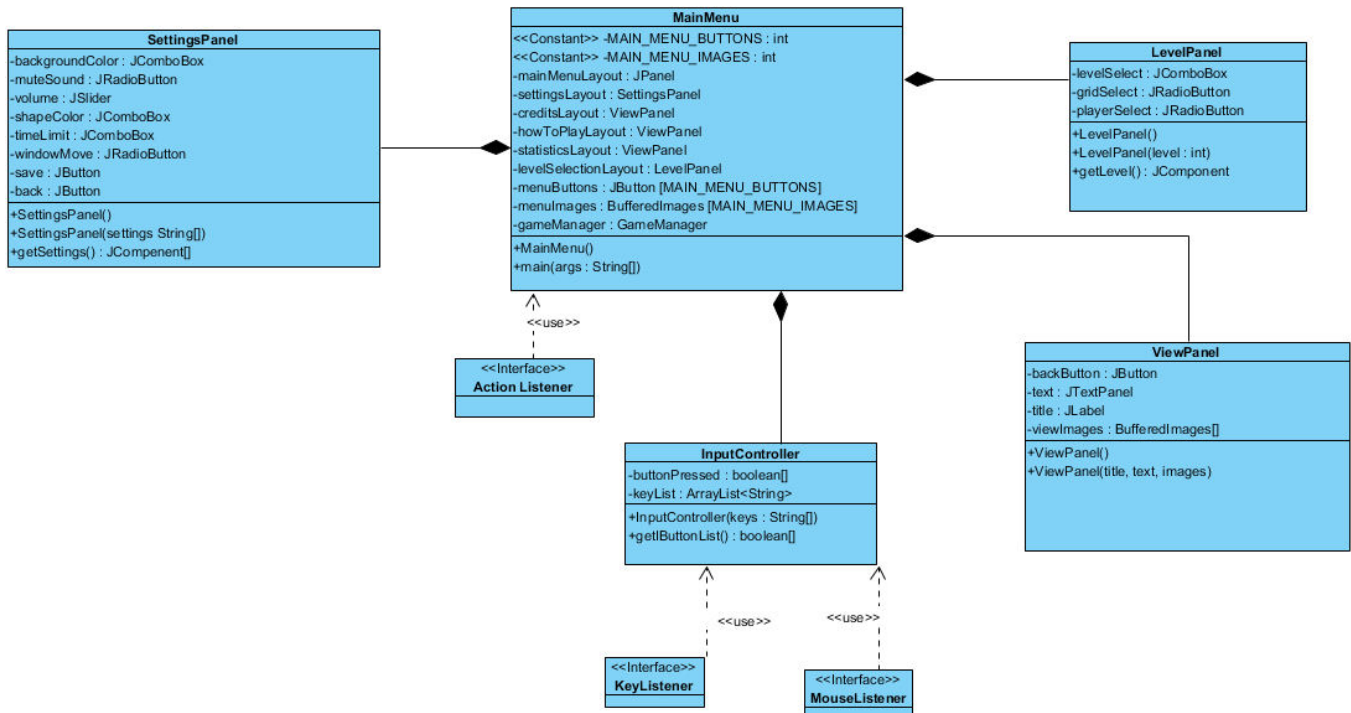 SettingsPanel
-backgroundColor : JComboBox
-muteSound : JRadioButton
-volume : JSlider
-shapeColor : JComboBox
-timeLimit : JComboBox
-windowMove : JRadioButton
-save : JButton
-back : JButton
+SettingsPanel()
+SettingsPanel(settings String[])
+getSettings() : JCompenent[]
MainMenu
<<Constant>> -MAIN_MENU_BUTTONS : int
<<Constant>> -MAIN_MENU_IMAGES : int
-mainMenuLayout : JPanel
-settingsLayout : SettingsPanel
-creditsLayout : ViewPanel
-howToPlayLayout : ViewPanel
-statisticsLayout : ViewPanel
-levelSelectionLayout : LevelPanel
-menuButtons : JButton [MAIN_MENU_BUTTONS]
-menuImages : BufferedImages [MAIN_MENU_IMAGES]
-gameManager : GameManager
+MainMenu()
+main(args : String[])
LevelPanel
-levelSelect : JComboBox
-gridSelect : JRadioButton
-playerSelect : JRadioButton
+LevelPanel()
+LevelPanel(level : int)
+getLevel() : JComponent
<<use>>
<<Interface>>
Action Listener
ViewPanel
-backButton : JButton
-text : JTextPanel
-title : JLabel
-viewImages : BufferedImages[]
+ViewPanel()
+ViewPanel(title, text, images)
InputController
-buttonPressed : boolean[]
-keyList : ArrayList<String>
+InputController(keys : String[])
+getIButtonList() : boolean[]
<<use>>
<<use>>
<<Interface>>
KeyListener
<<Interface>>
MouseListener